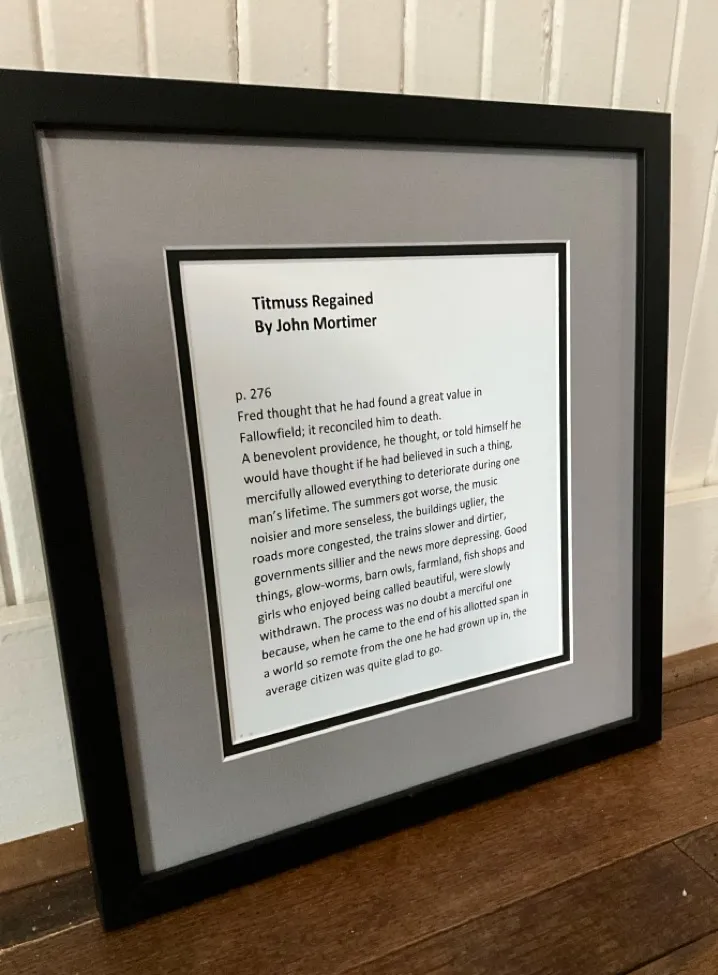 Titmuss Regained
By John Mortimer
p. 276
Fred thought that he had found a great value in
Fallowfield; it reconciled him to death.
A benevolent providence, he thought, or told himself he
would have thought if he had believed in such a thing,
mercifully allowed everything to deteriorate during one
man's lifetime. The summers got worse, the music
noisier and more senseless, the buildings uglier, the
roads more congested, the trains slower and dirtier,
governments sillier and the news more depressing. Good
things, glow-worms, barn owls, farmland, fish shops and
girls who enjoyed being called beautiful, were slowly
withdrawn. The process was no doubt a merciful one
because, when he came to the end of his allotted span in
a world so remote from the one he had grown up in, the
average citizen was quite glad to go.